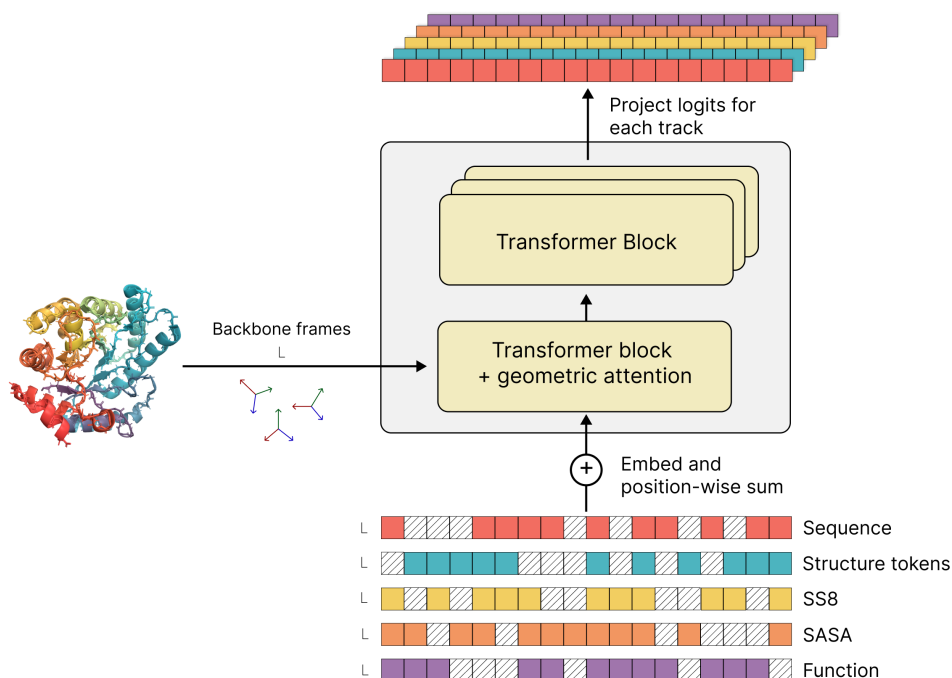 Project logits for
each track
Transformer Block
Backbone frames
L
Transformer block
+ geometric attention
+
Embed and
position-wise sum
L Sequence
L Structure tokens
L SS8
L SASA
L Function